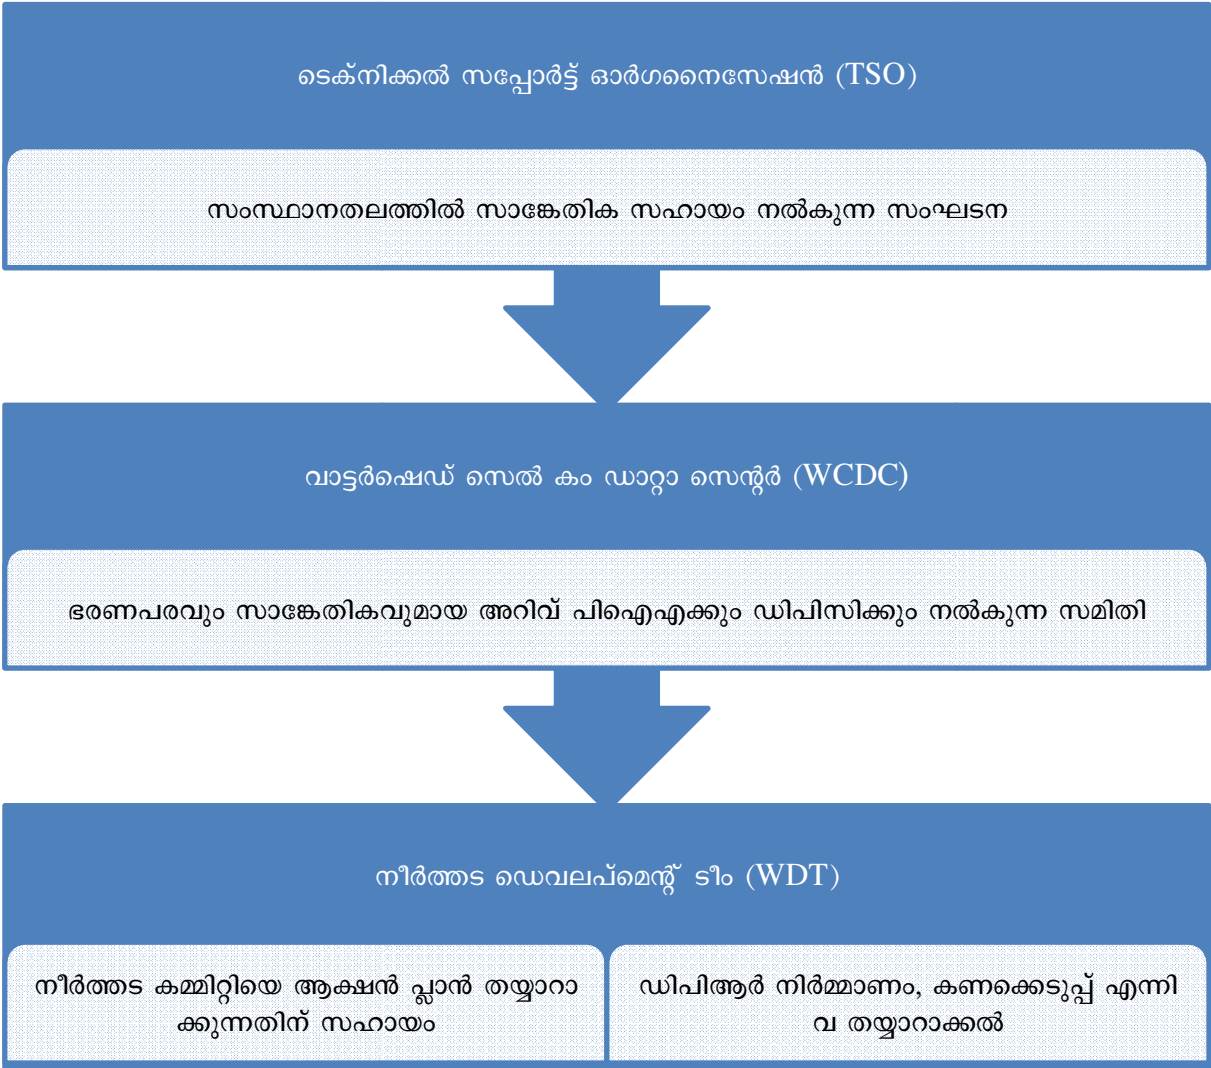 ടെക്നിക്കൽ സപ്പോർട്ട് ഓർഗനൈസേഷൻ (TSO)
സംസ്ഥാനതലത്തിൽ സാങ്കേതിക സഹായം നൽകുന്ന സംഘടന
വാട്ടർഷെഡ് സെൽ കം ഡാറ്റാ സെന്റർ (WCDC)
ഭരണപരവും സാങ്കേതികവുമായ അറിവ് പിഐഎക്കും ഡിപിസിക്കും നൽകുന്ന സമിതി
നീർത്തട ഡെവലപ്മെന്റ് ടീം (WDT)
നീർത്തട കമ്മിറ്റിയെ ആക്ഷൻ പ്ലാൻ തയ്യാറാ
ക്കുന്നതിന് സഹായം
ഡിപിആർ നിർമ്മാണം, കണക്കെടുപ്പ് എന്നി
വ തയ്യാറാക്കൽ